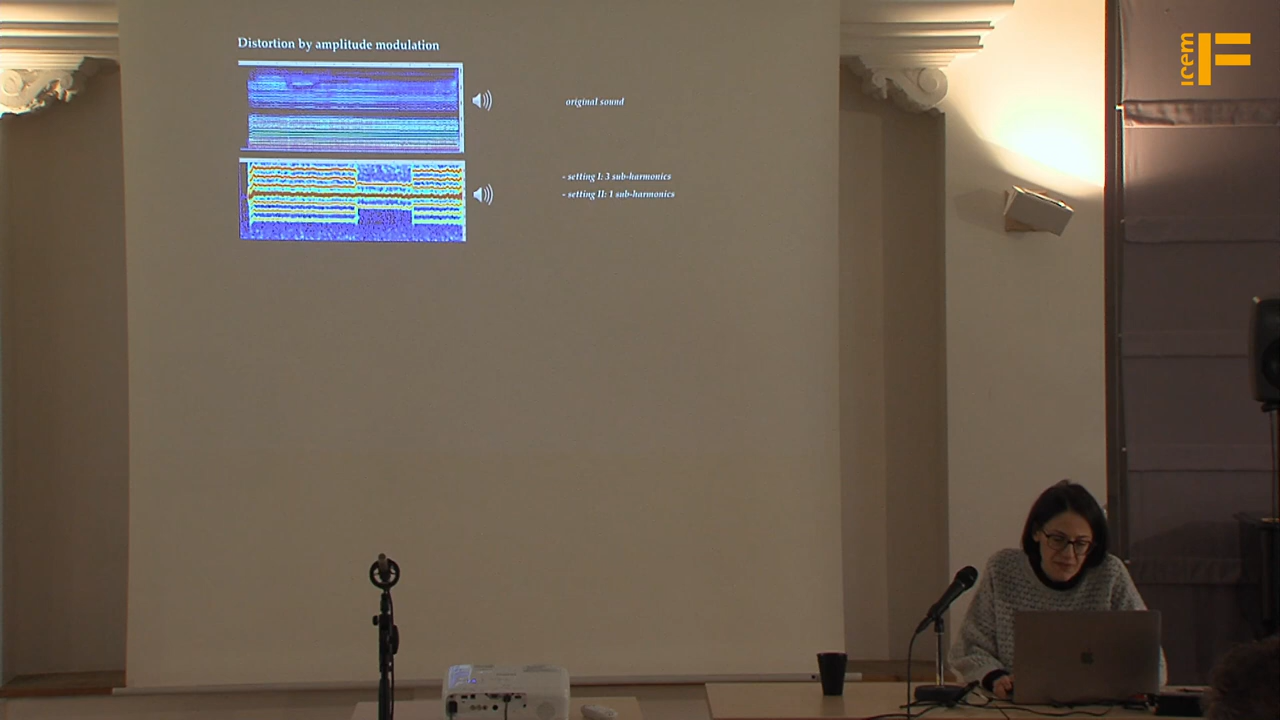 Distortion by amplitude modulation
original sound
- setting I: 3 sub-harmonics
- setting II: 1 sub-harmonics
icem
F